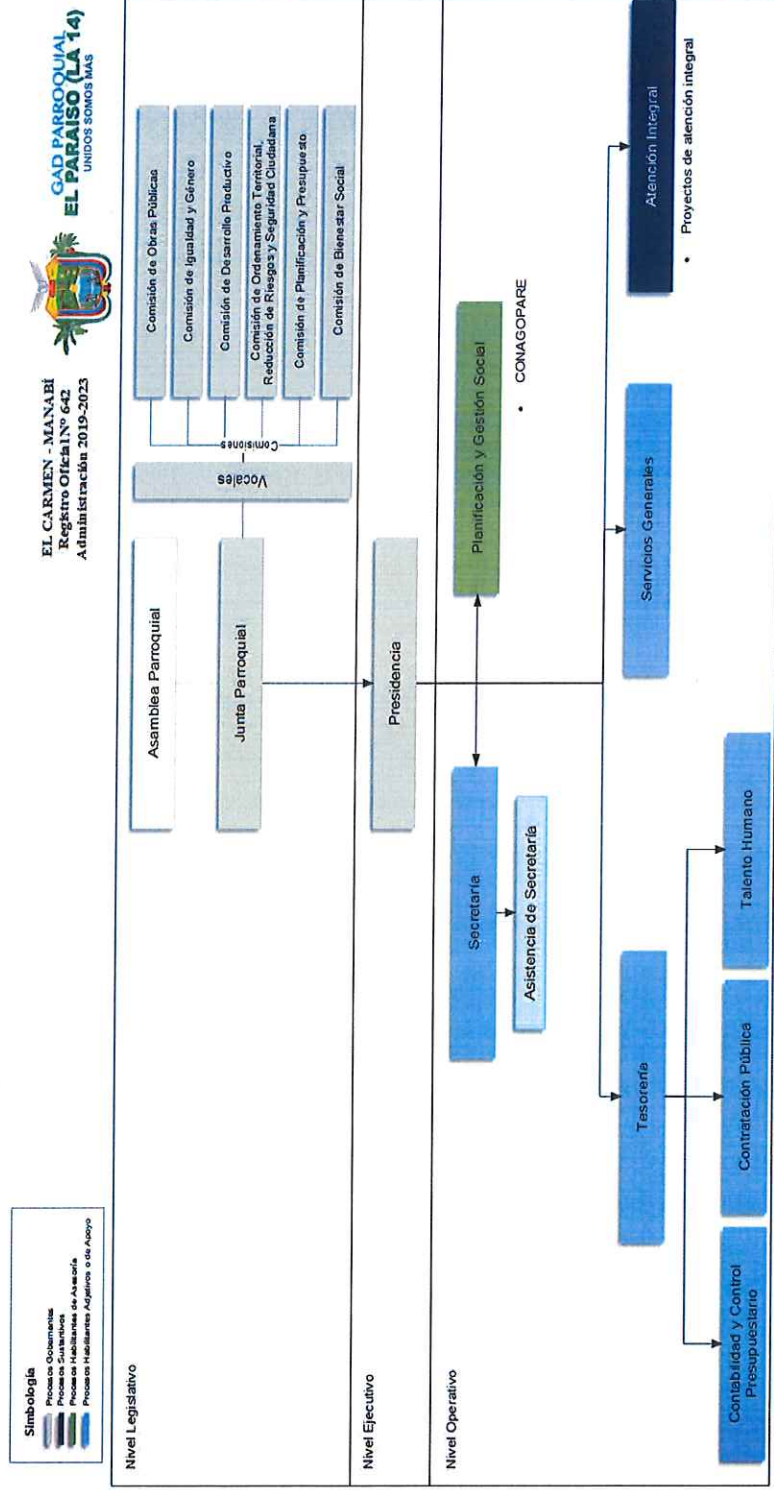 EL CARMEN - MANABÍ
Registro Oficial Nº 642
Administración 2019-2023
GAD PARROQUIAL
EL PARAÍSO (LA 14)
UNIDOS SOMOS MÁS
Simbología
Procesos Gobernantes
Procesos Sustantivos
Procesos Habilitantes de Asesoría
Procesos Habilitantes Adjetivos o de Apoyo
Nivel Legislativo
Asamblea Parroquial
Junta Parroquial
Vocales
Comisiones
Comisión de Obras Públicas
Comisión de Igualdad y Género
Comisión de Desarrollo Productivo
Comisión de Ordenamiento Territorial,
Reducción de Riesgos y Seguridad Ciudadana
Comisión de Planificación y Presupuesto
Comisión de Bienestar Social
Nivel Ejecutivo
Presidencia
Nivel Operativo
Secretaría
Asistencia de Secretaría
Planificación y Gestión Social
• CONAGOPARE
Tesorería
Servicios Generales
Atención Integral
• Proyectos de atención integral
Contabilidad y Control
Presupuestario
Contratación Pública
Talento Humano